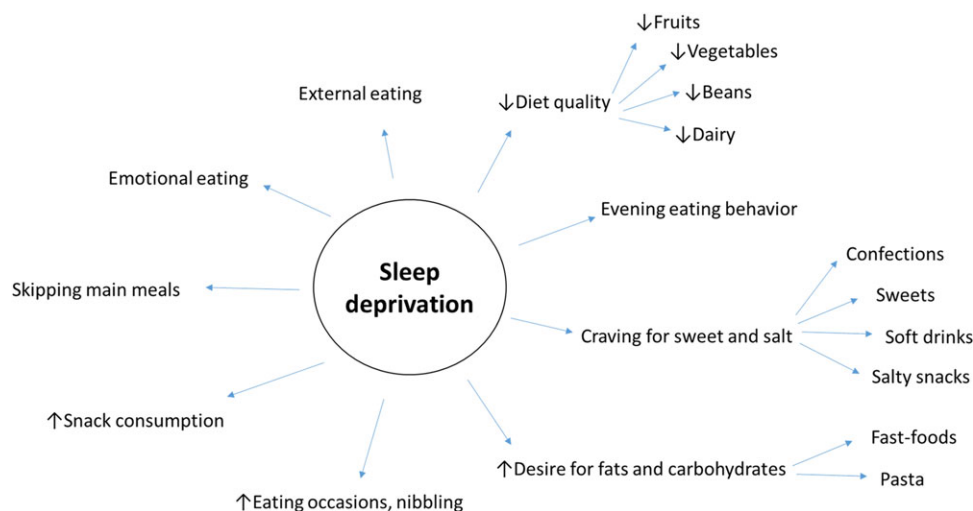 ↓Fruits
↓Vegetables
External eating
↓Diet quality
↓Beans
↓Dairy
Emotional eating
Evening eating behavior
Confections
Sleep
deprivation
Skipping main meals
Sweets
Craving for sweet and salt
Soft drinks
Salty snacks
↑Snack consumption
Fast-foods
↑Desire for fats and carbohydrates
Pasta
↑Eating occasions, nibbling